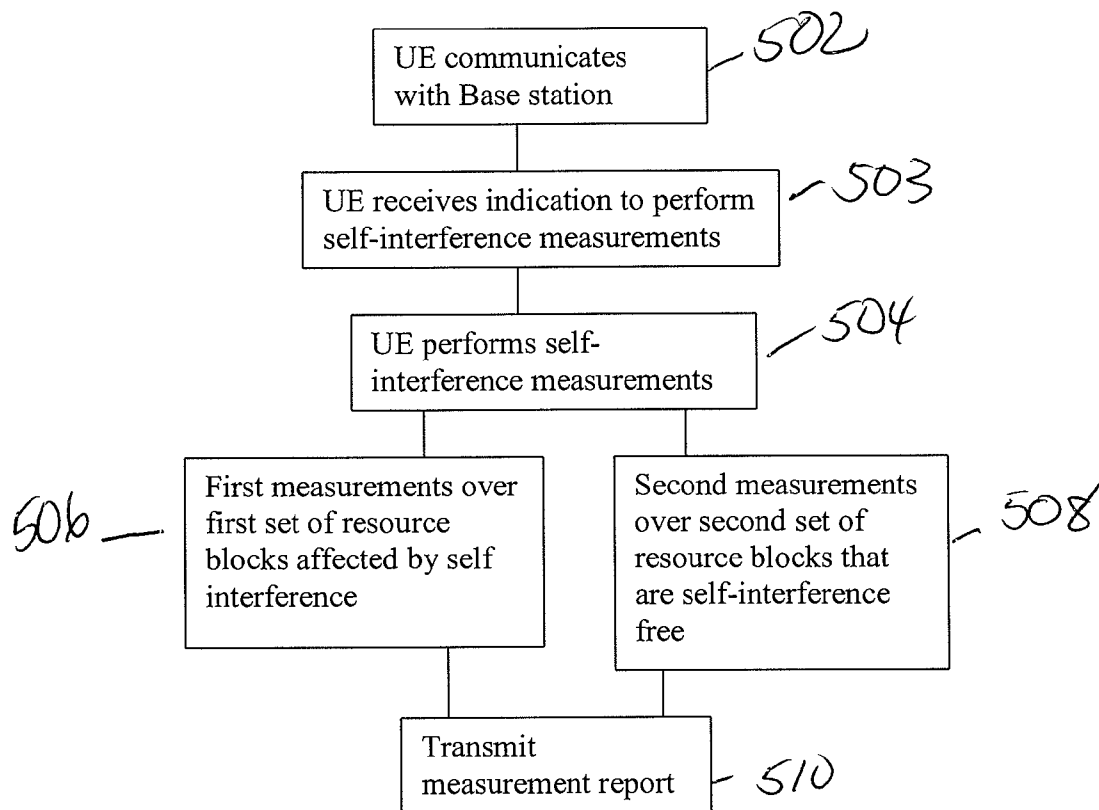 UE communicates
with Base station
502
UE receives indication to perform
self-interference measurements
503
UE performs self-
interference measurements
504
First measurements over
first set of resource
blocks affected by self
interference
506
Second measurements
over second set of
resource blocks that
are self-interference
free
508
Transmit
measurement report
510